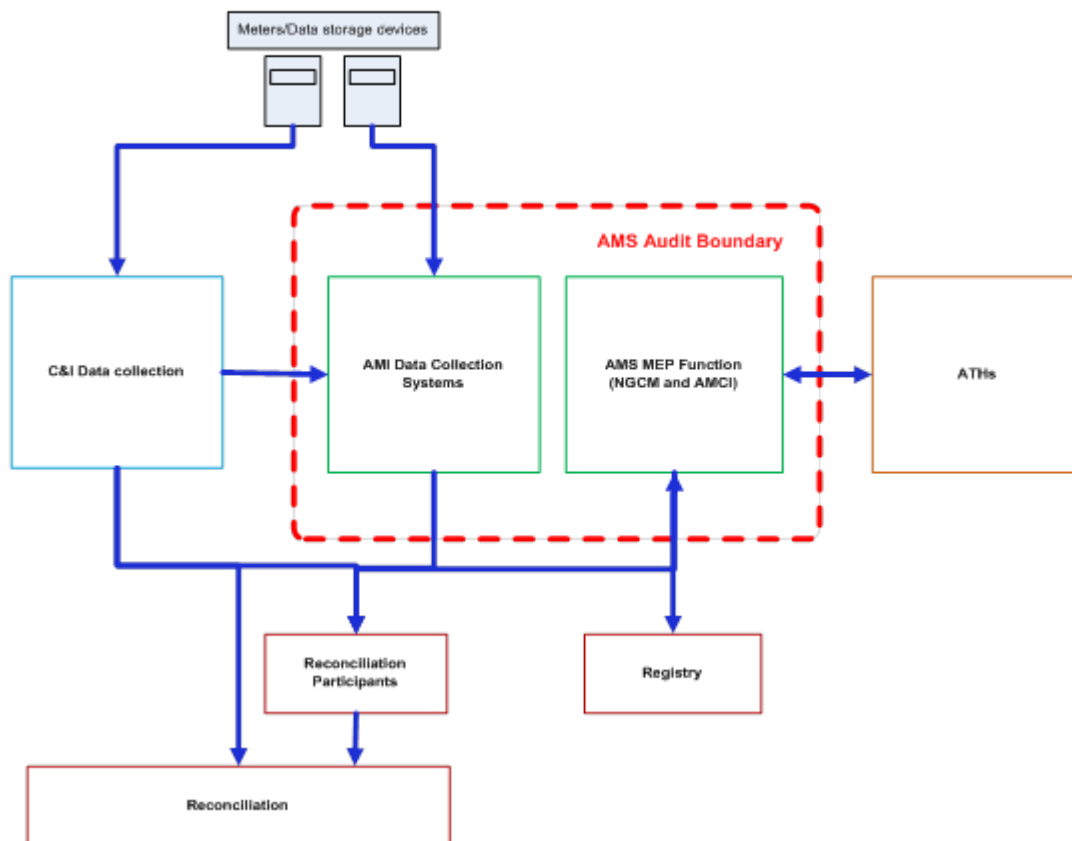 Meters/Data storage devices
AMS Audit Boundary
C&I Data collection
AMI Data Collection
Systems
AMS MEP Function
(NGCM and AMCI)
ATHs
Reconciliation
Participants
Registry
Reconciliation